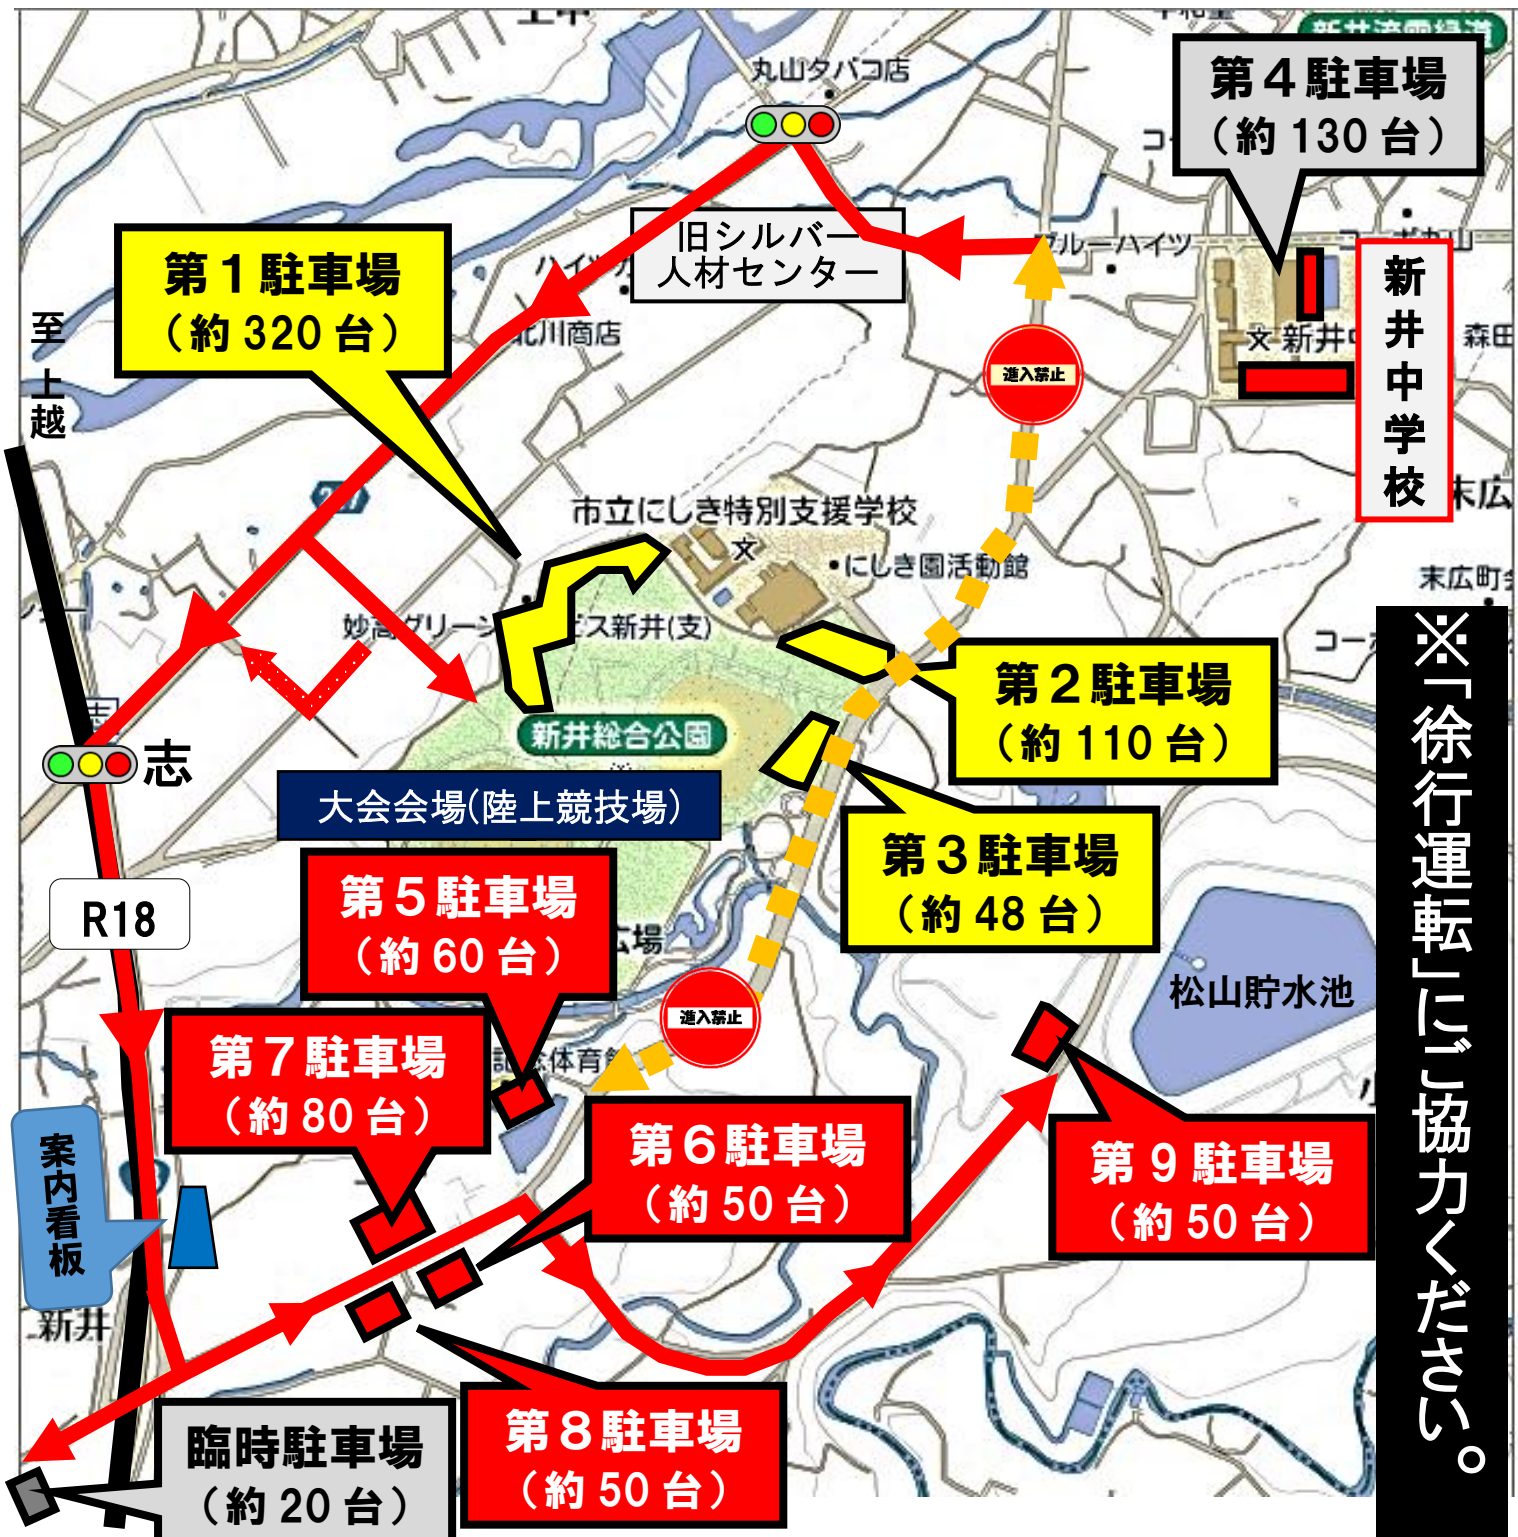 丸山タバコ店
第４駐車場
（約 130 台）
旧シルバー
人材センター
ブルーハイツ
第１駐車場
（約 320 台）
北川商店
至上越
進入禁止
文 新井中
新井中学校
森田
末広
市立にしき特別支援学校
文
にしき園活動館
末広町
妙高グリーン
ビス新井(支)
第２駐車場
（約 110 台）
新井総合公園
志
大会会場(陸上競技場)
第３駐車場
（約 48 台）
R18
第５駐車場
（約 60 台）
広場
松山貯水池
進入禁止
第７駐車場
（約 80 台）
記念体育館
第６駐車場
（約 50 台）
第９駐車場
（約 50 台）
案内看板
新井
第８駐車場
（約 50 台）
臨時駐車場
（約 20 台）
※「徐行運転」にご協力ください。